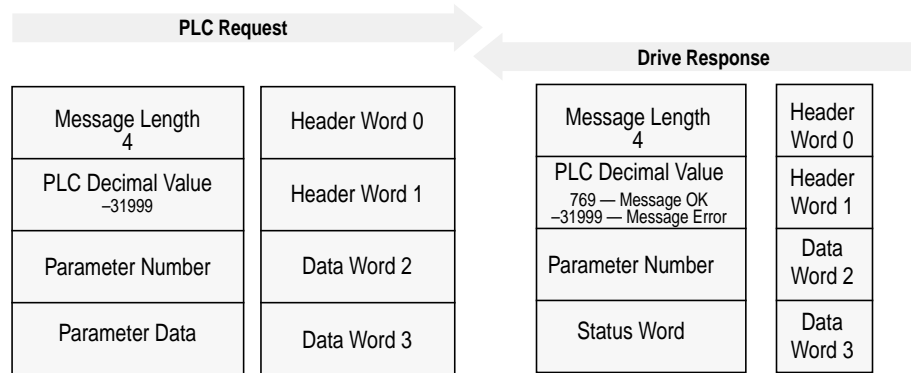 PLC Request
Drive Response
Message Length
4
Header Word 0
PLC Decimal Value
–31999
Header Word 1
Parameter Number
Data Word 2
Parameter Data
Data Word 3
Message Length
4
Header
Word 0
PLC Decimal Value
769 — Message OK
–31999 — Message Error
Header
Word 1
Parameter Number
Data
Word 2
Status Word
Data
Word 3